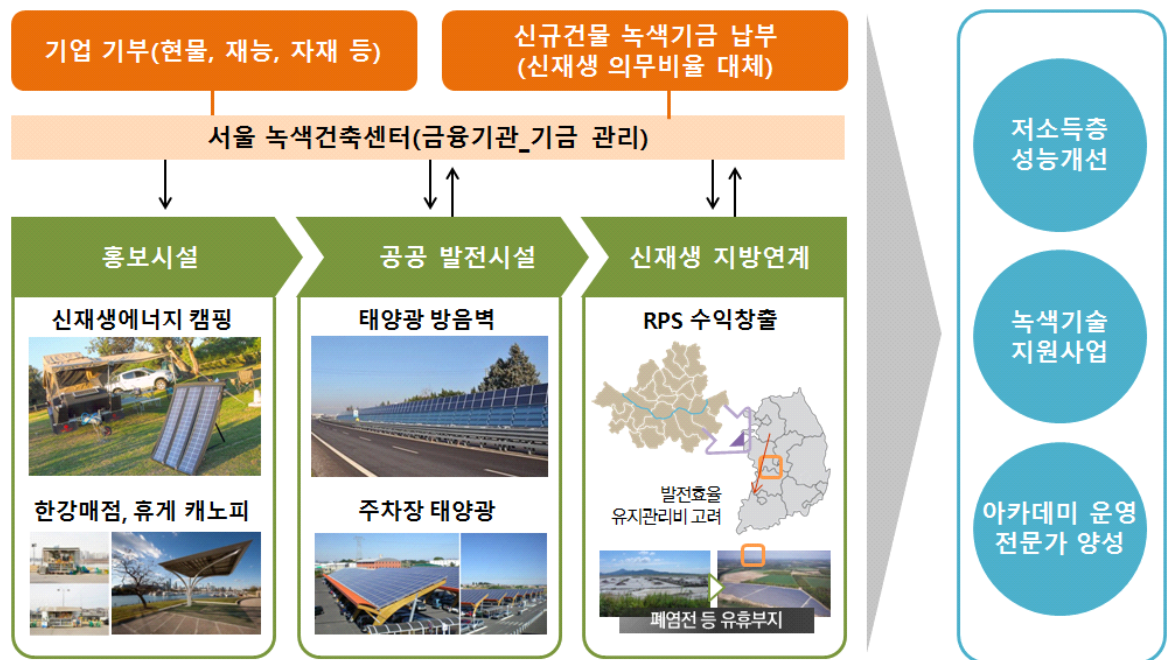 기업 기부(현물, 재능, 자재 등)
신규건물 녹색기금 납부
(신재생 의무비율 대체)
서울 녹색건축센터(금융기관_기금 관리)
홍보시설
신재생에너지 캠핑
한강매점, 휴게 캐노피
공공 발전시설
태양광 방음벽
주차장 태양광
신재생 지방연계
RPS 수익창출
발전효율
유지관리비 고려
폐염전 등 유휴부지
저소득층
성능개선
녹색기술
지원사업
아카데미 운영
전문가 양성